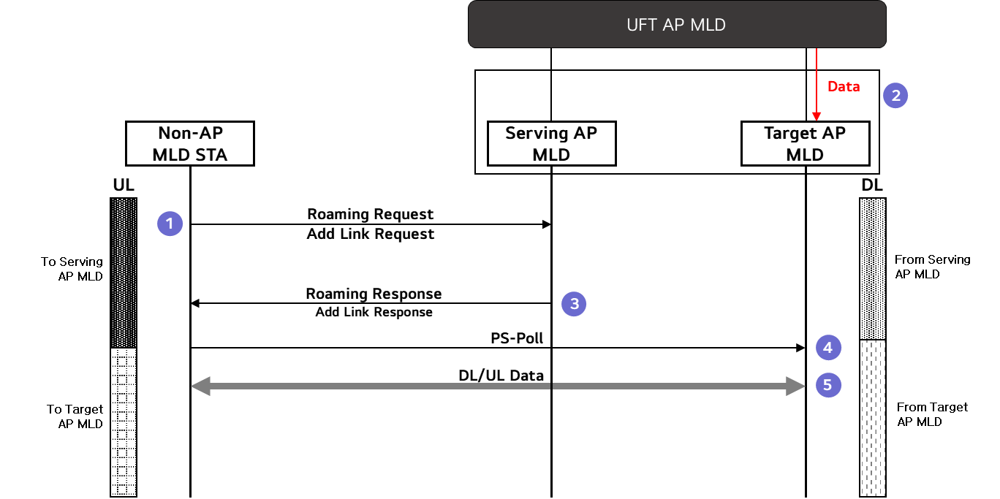 UFT AP MLD
Data
2
Non-AP
MLD STA
Serving AP
MLD
Target AP
MLD
UL
DL
1
Roaming Request
Add Link Request
To Serving
AP MLD
From Serving
AP MLD
Roaming Response
Add Link Response
3
PS-Poll
4
DL/UL Data
5
To Target
AP MLD
From Target
AP MLD